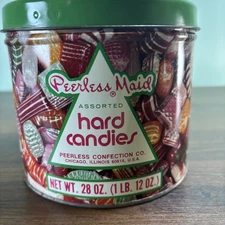 Peerless Maid
®
ASSORTED
hard
candies
PEERLESS CONFECTION CO.
CHICAGO, ILLINOIS 60614, U.S.A.
NET WT. 28 OZ. (1 LB. 12 OZ.)